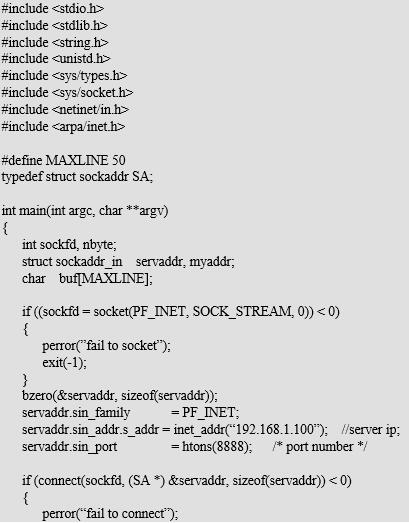 #include <stdio.h>
#include <stdlib.h>
#include <string.h>
#include <unistd.h>
#include <sys/types.h>
#include <sys/socket.h>
#include <netinet/in.h>
#include <arpa/inet.h>
#define MAXLINE 50
typedef struct sockaddr SA;
int main(int argc, char **argv)
{
int sockfd, nbyte;
struct sockaddr_in servaddr, myaddr;
char buf[MAXLINE];
if ((sockfd = socket(PF_INET, SOCK_STREAM, 0)) < 0)
{
perror(”fail to socket”);
exit(-1);
}
bzero(&servaddr, sizeof(servaddr));
servaddr.sin_family = PF_INET;
servaddr.sin_addr.s_addr = inet_addr(“192.168.1.100”); //server ip;
servaddr.sin_port = htons(8888); /* port number */
if (connect(sockfd, (SA *) &servaddr, sizeof(servaddr)) < 0)
{
perror(“fail to connect”);